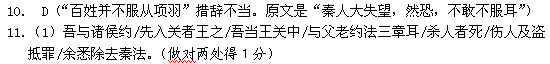 10. D(“百姓并不服从项羽”措辞不当。原文是“秦人大失望，然恐，不敢不服耳”)
11.（1）吾与诸侯约/先入关者王之/吾当王关中/与父老约法三章耳/杀人者死/伤人及盗
抵罪/余悉除去秦法。(做对两处得 1 分)